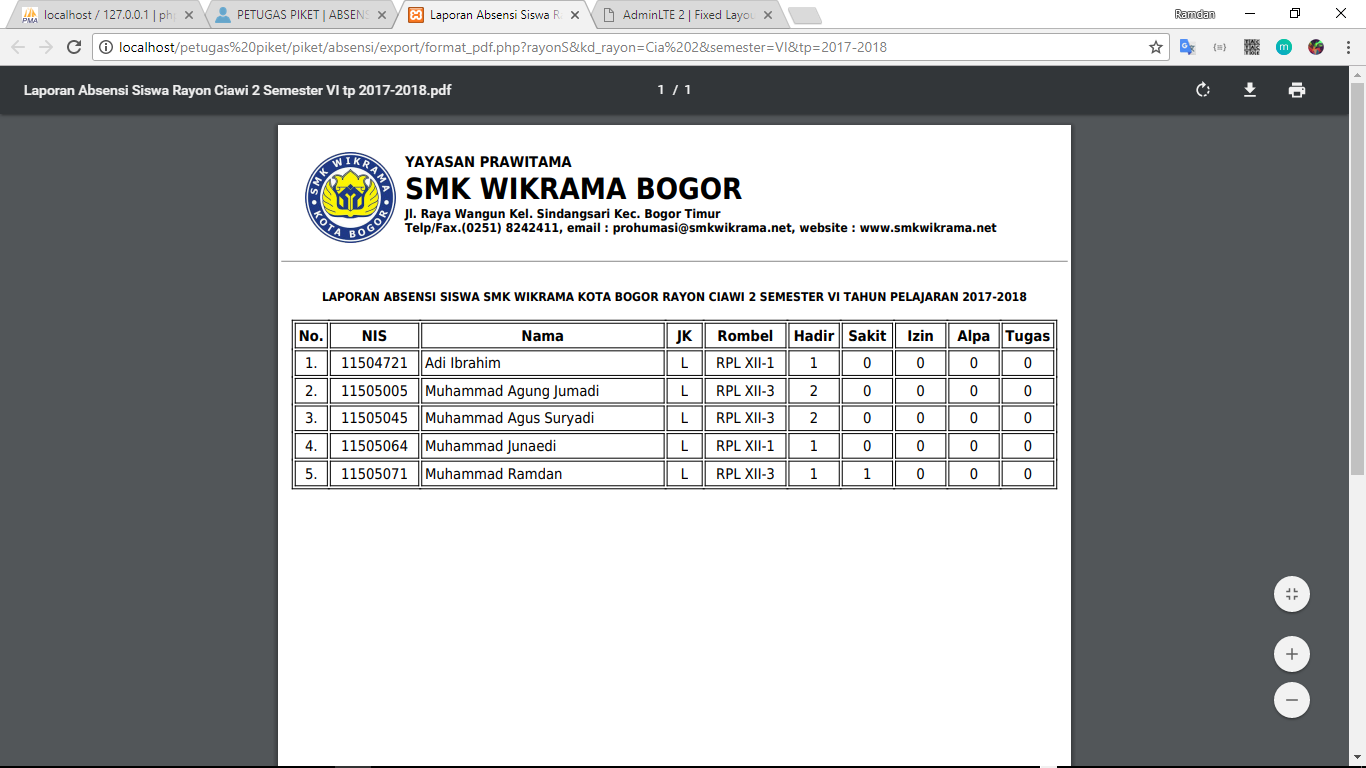 localhost / 127.0.0.1 | php
PETUGAS PIKET | ABSENS
Laporan Absensi Siswa R
AdminLTE 2 | Fixed Layou
Ramdan
localhost/petugas%20piket/piket/absensi/export/format_pdf.php?rayonS&kd_rayon=Cia%202&semester=VI&tp=2017-2018
Laporan Absensi Siswa Rayon Ciawi 2 Semester VI tp 2017-2018.pdf
1 / 1
SMK WIKRAMA
KOTA BOGOR
YAYASAN PRAWITAMA
SMK WIKRAMA BOGOR
Jl. Raya Wangun Kel. Sindangsari Kec. Bogor Timur
Telp/Fax.(0251) 8242411, email : prohumasi@smkwikrama.net, website : www.smkwikrama.net
LAPORAN ABSENSI SISWA SMK WIKRAMA KOTA BOGOR RAYON CIAWI 2 SEMESTER VI TAHUN PELAJARAN 2017-2018
No. NIS Nama JK Rombel Hadir Sakit Izin Alpa Tugas
1. 11504721 Adi Ibrahim L RPL XII-1 1 0 0 0 0
2. 11505005 Muhammad Agung Jumadi L RPL XII-3 2 0 0 0 0
3. 11505045 Muhammad Agus Suryadi L RPL XII-3 2 0 0 0 0
4. 11505064 Muhammad Junaedi L RPL XII-1 1 0 0 0 0
5. 11505071 Muhammad Ramdan L RPL XII-3 1 1 0 0 0